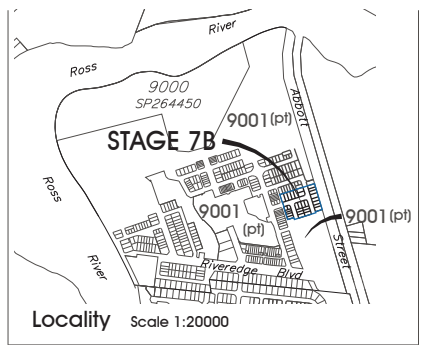 River
Ross
9000
SP264450
Abbott
9001(pt)
STAGE 7B
Ross
9001
(pt)
9001(pt)
Street
River
Riveredge Blvd
Locality Scale 1:20000